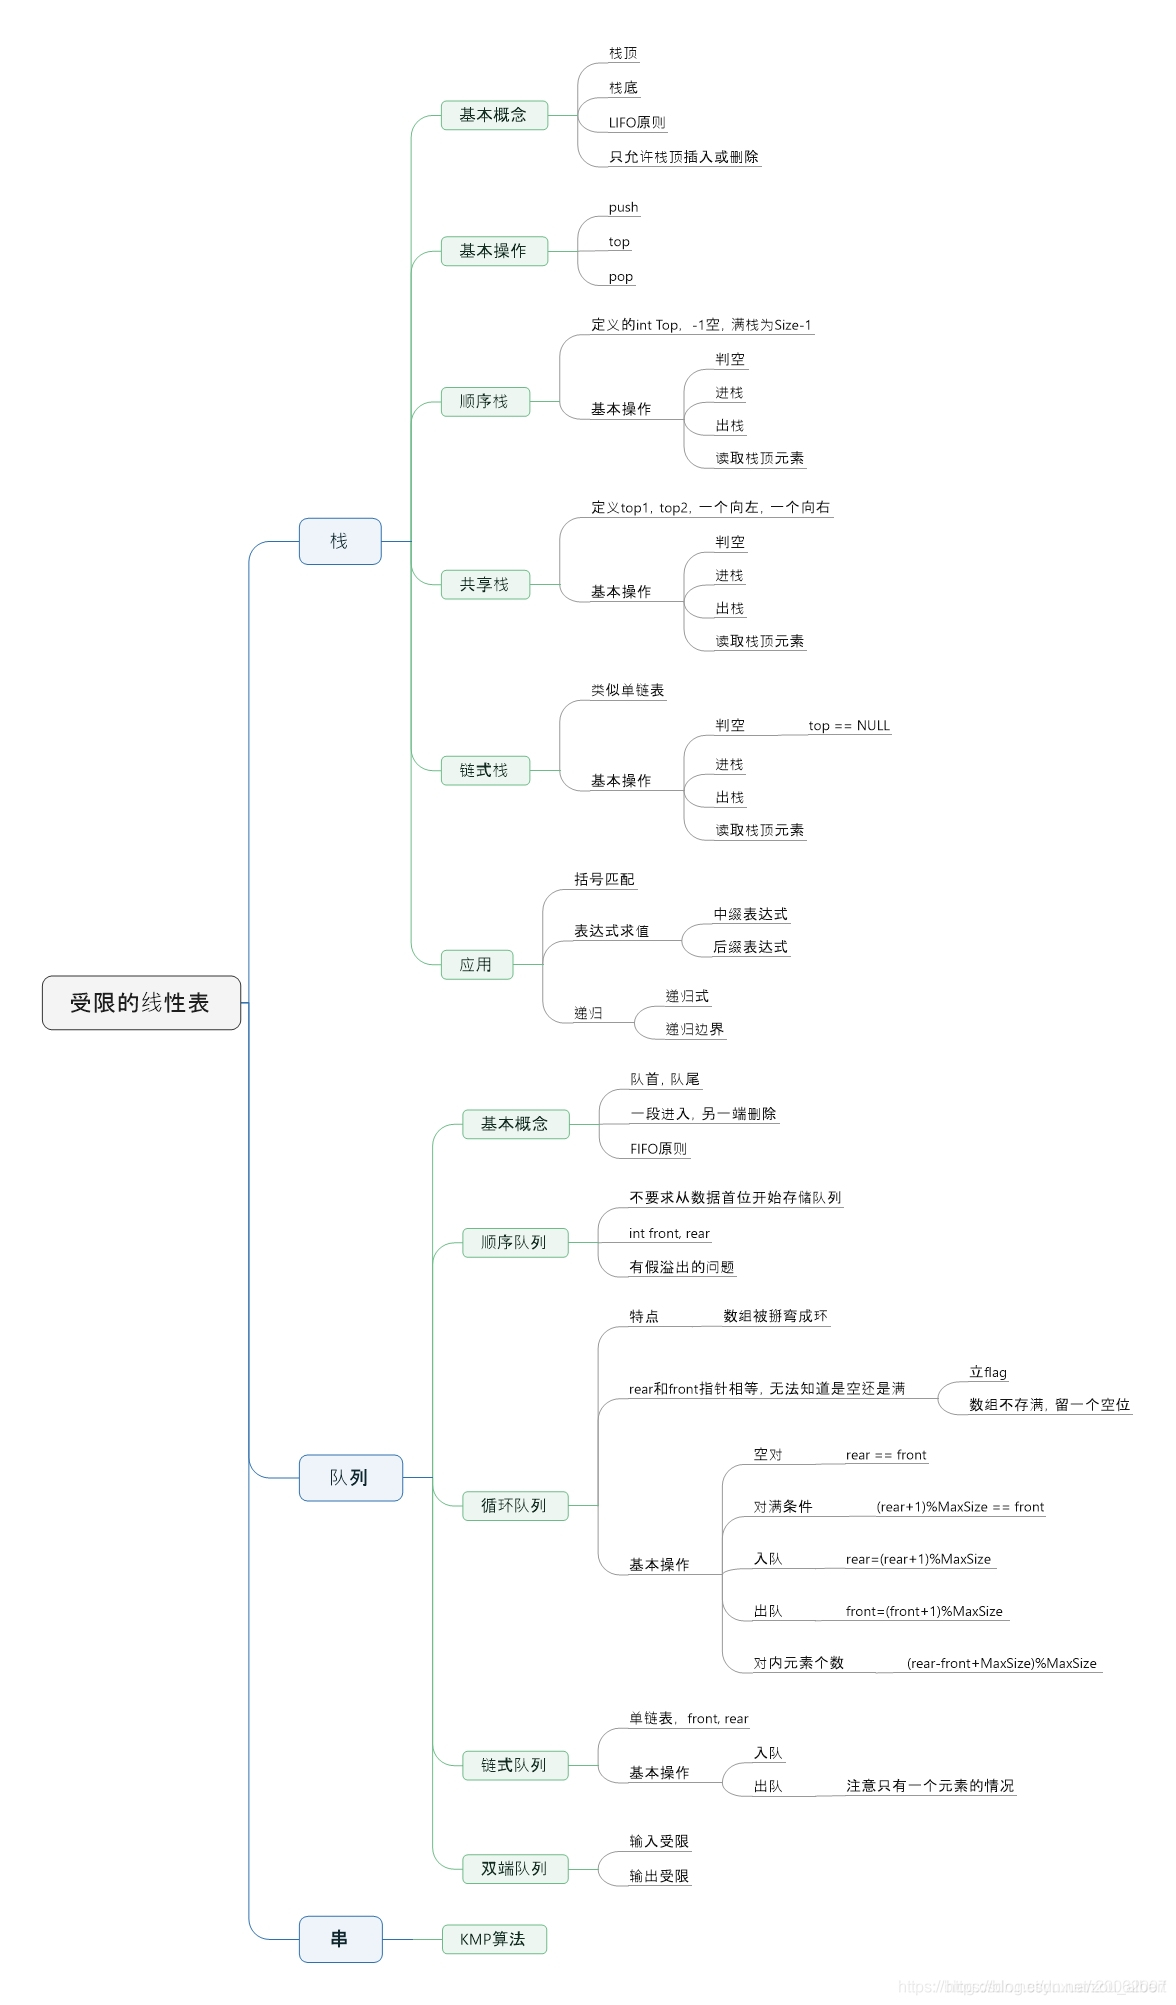 受限的线性表
栈
基本概念
栈顶
栈底
LIFO原则
只允许栈顶插入或删除
基本操作
push
top
pop
顺序栈
定义的int Top, -1空, 满栈为Size-1
基本操作
判空
进栈
出栈
读取栈顶元素
共享栈
定义top1, top2, 一个向左, 一个向右
基本操作
判空
进栈
出栈
读取栈顶元素
链式栈
类似单链表
基本操作
判空
top == NULL
进栈
出栈
读取栈顶元素
应用
括号匹配
表达式求值
中缀表达式
后缀表达式
递归
递归式
递归边界
队列
基本概念
队首, 队尾
一段进入, 另一端删除
FIFO原则
顺序队列
不要求从数据首位开始存储队列
int front, rear
有假溢出的问题
循环队列
特点
数组被掰弯成环
rear和front指针相等, 无法知道是空还是满
立flag
数组不存满, 留一个空位
基本操作
空对
rear == front
对满条件
(rear+1)%MaxSize == front
入队
rear=(rear+1)%MaxSize
出队
front=(front+1)%MaxSize
对内元素个数
(rear-front+MaxSize)%MaxSize
链式队列
单链表, front, rear
基本操作
入队
出队
注意只有一个元素的情况
双端队列
输入受限
输出受限
串
KMP算法